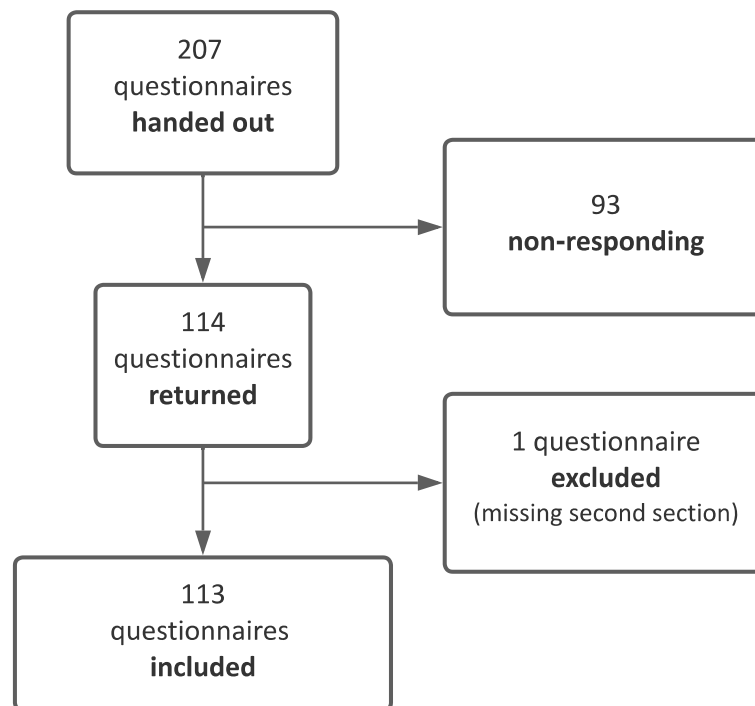 207
questionnaires
handed out
93
non-responding
114
questionnaires
returned
1 questionnaire
excluded
(missing second section)
113
questionnaires
included